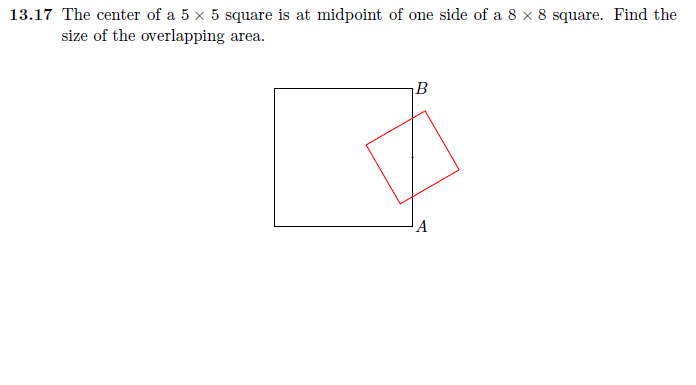 13.17 The center of a 5 × 5 square is at midpoint of one side of a 8 × 8 square. Find the
size of the overlapping area.
B
A